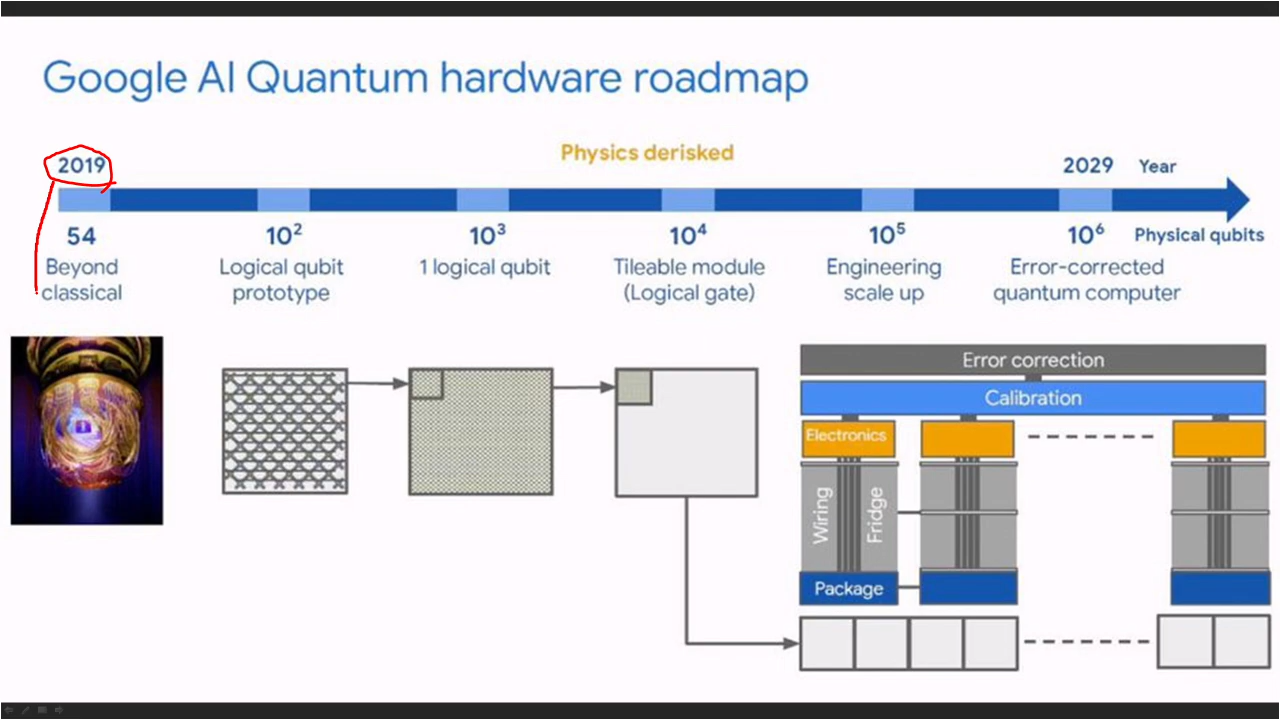 Google AI Quantum hardware roadmap
Physics derisked
2019
2029
Year
54
10²
10³
10⁴
10⁵
10⁶
Physical qubits
Beyond
classical
Logical qubit
prototype
1 logical qubit
Tileable module
(Logical gate)
Engineering
scale up
Error-corrected
quantum computer
Error correction
Calibration
Electronics
Wiring
Fridge
Package